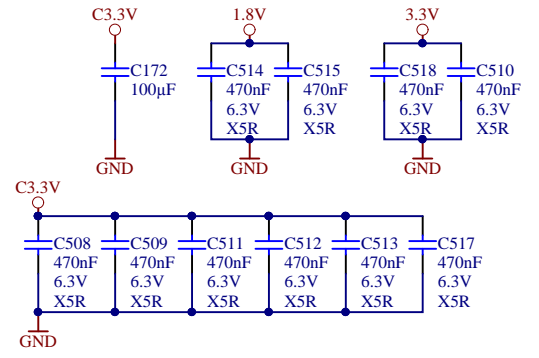 C3.3V
1.8V
3.3V
C172
100µF
C514
470nF
6.3V
X5R
C515
470nF
6.3V
X5R
C518
470nF
6.3V
X5R
C510
470nF
6.3V
X5R
GND
GND
GND
C3.3V
C508
470nF
6.3V
X5R
C509
470nF
6.3V
X5R
C511
470nF
6.3V
X5R
C512
470nF
6.3V
X5R
C513
470nF
6.3V
X5R
C517
470nF
6.3V
X5R
GND